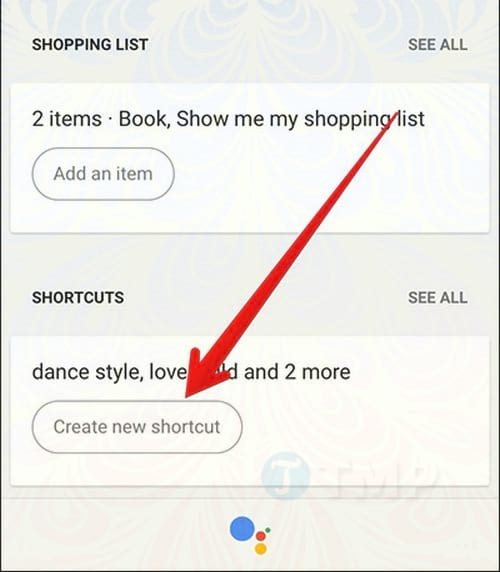 SHOPPING LIST SEE ALL
2 items · Book, Show me my shopping list
Add an item
SHORTCUTS SEE ALL
dance style, love and 2 more
Create new shortcut
TMP